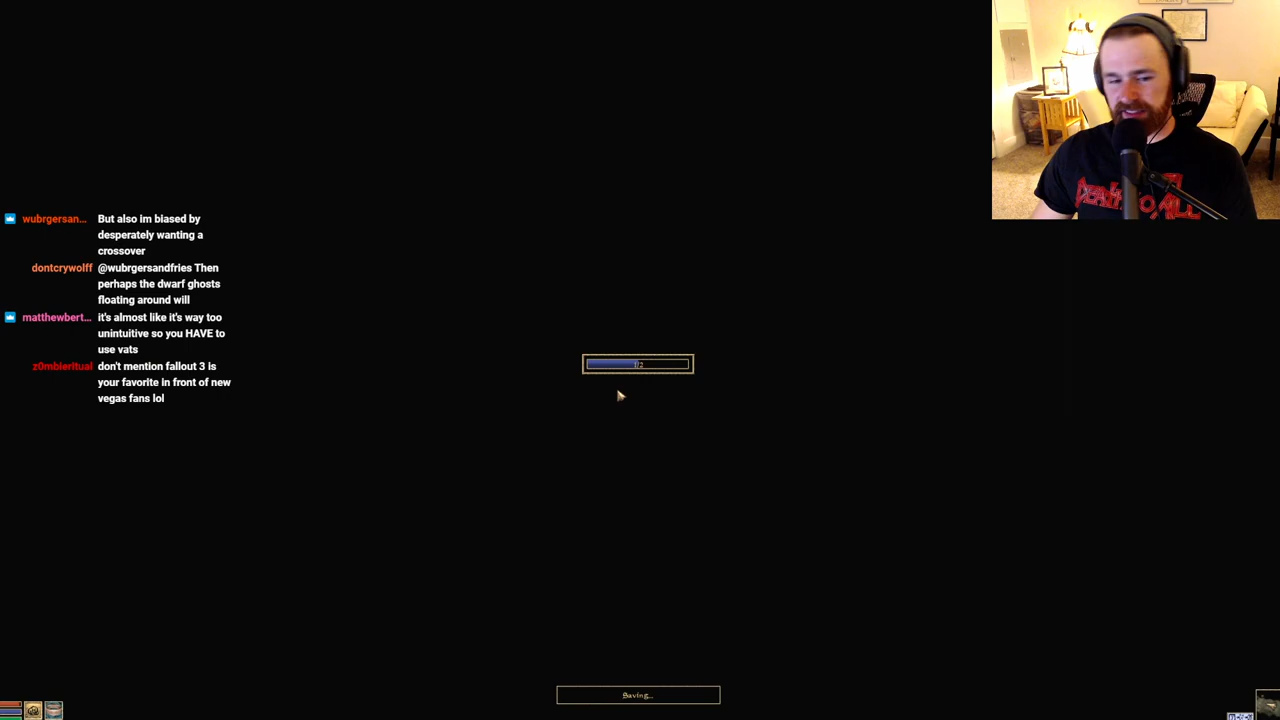 wubrgersan... But also im biased by
desperately wanting a
crossover
dontcrywolff @wubrgersandfries Then
perhaps the dwarf ghosts
floating around will
matthewbert... it's almost like it's way too
unintuitive so you HAVE to
use vats
z0mbieritual don't mention fallout 3 is
your favorite in front of new
vegas fans lol
1/2
Saving...